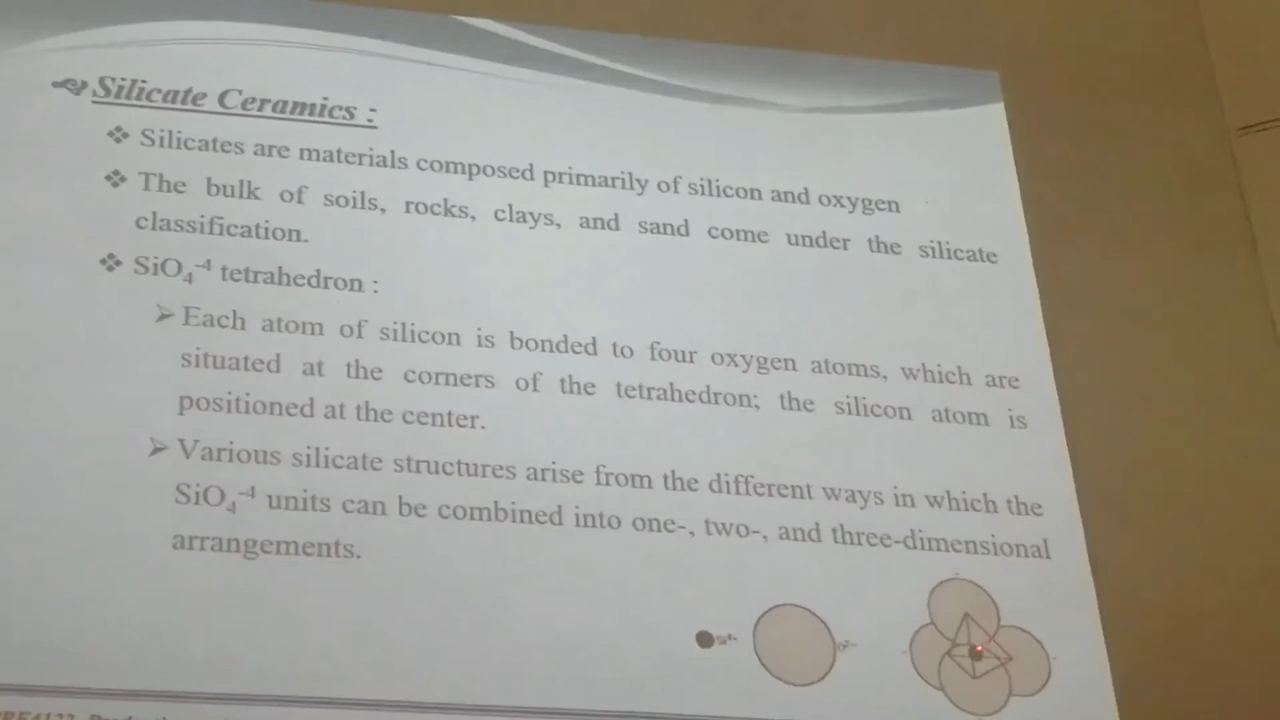 Silicate Ceramics :
❖ Silicates are materials composed primarily of silicon and oxygen
❖ The bulk of soils, rocks, clays, and sand come under the silicate
classification.
❖ SiO₄⁻⁴ tetrahedron :
➢ Each atom of silicon is bonded to four oxygen atoms, which are
situated at the corners of the tetrahedron; the silicon atom is
positioned at the center.
➢ Various silicate structures arise from the different ways in which the
SiO₄⁻⁴ units can be combined into one-, two-, and three-dimensional
arrangements.